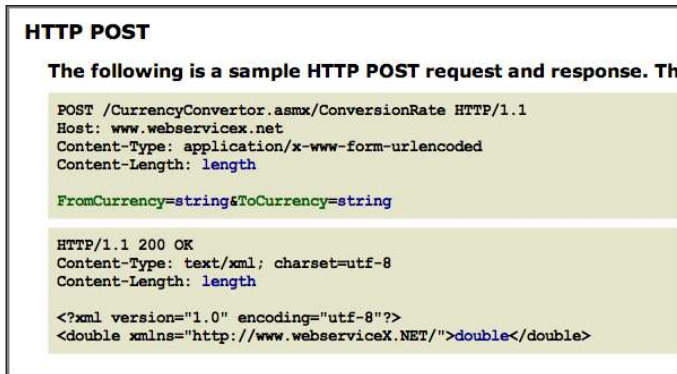 HTTP POST
The following is a sample HTTP POST request and response. Th
POST /CurrencyConvertor.asmx/ConversionRate HTTP/1.1
Host: www.webservicex.net
Content-Type: application/x-www-form-urlencoded
Content-Length: length
FromCurrency=string&ToCurrency=string
HTTP/1.1 200 OK
Content-Type: text/xml; charset=utf-8
Content-Length: length
<?xml version="1.0" encoding="utf-8"?>
<double xmlns="http://www.webserviceX.NET/">double</double>